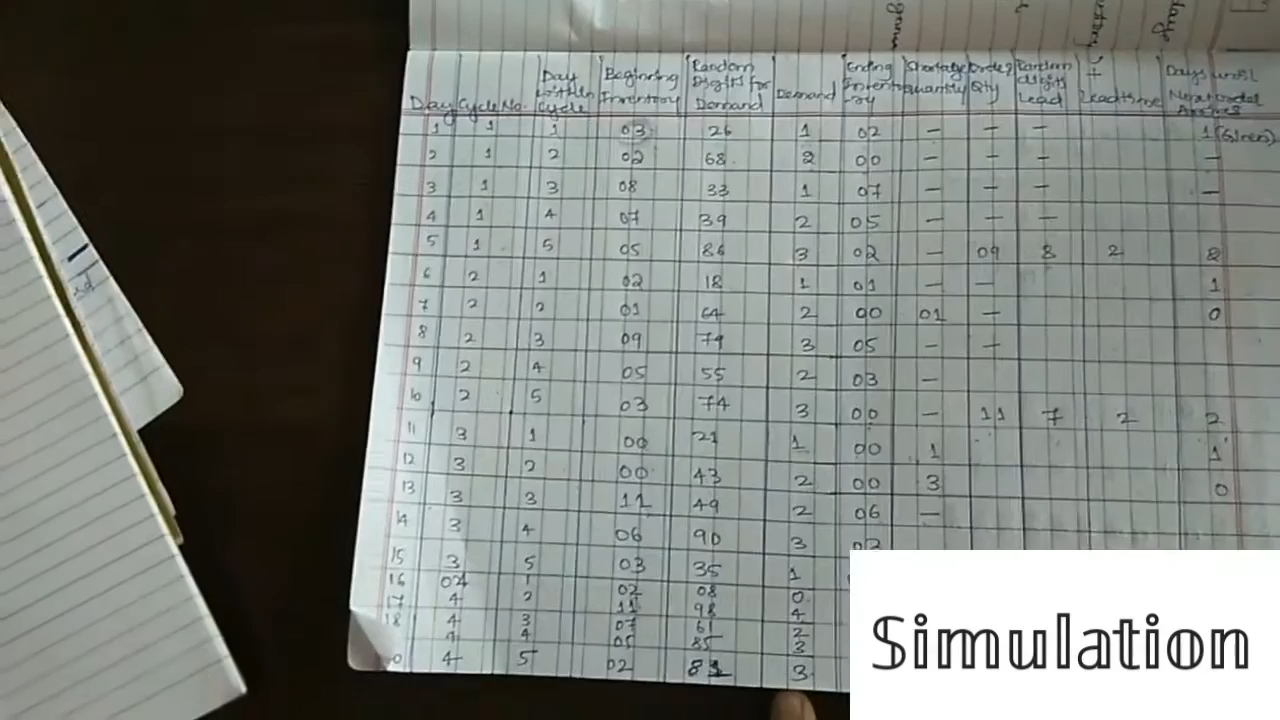 Day Cycle No. Day within Cycle Beginning Inventory Random Digits for Demand Demand Ending Inventory Shortage Quantity Order Qty Random digits Lead Lead time Days until Next order Arrives
1 1 1 03 26 1 02 - - - 1 (Given)
2 1 2 02 68 2 00 - - - -
3 1 3 08 33 1 07 - - - -
4 1 4 07 39 2 05 - - -
5 1 5 05 86 3 02 - 09 8 2 2
6 2 1 02 18 1 01 - - 1
7 2 2 01 64 2 00 01 - 0
8 2 3 09 79 3 05 - -
9 2 4 05 55 2 03 -
10 2 5 03 74 3 00 - 11 7 2 2
11 3 1 00 21 1 00 1 1
12 3 2 00 43 2 00 3 0
13 3 3 11 49 2 06 -
14 3 4 06 90 3 03
15 3 5 03 35 1
16 04 1 02 08 0
17 4 2 11 98 4
18 4 3 07 61 2
4 4 05 85 3
0 4 5 02 81 3
Simulation